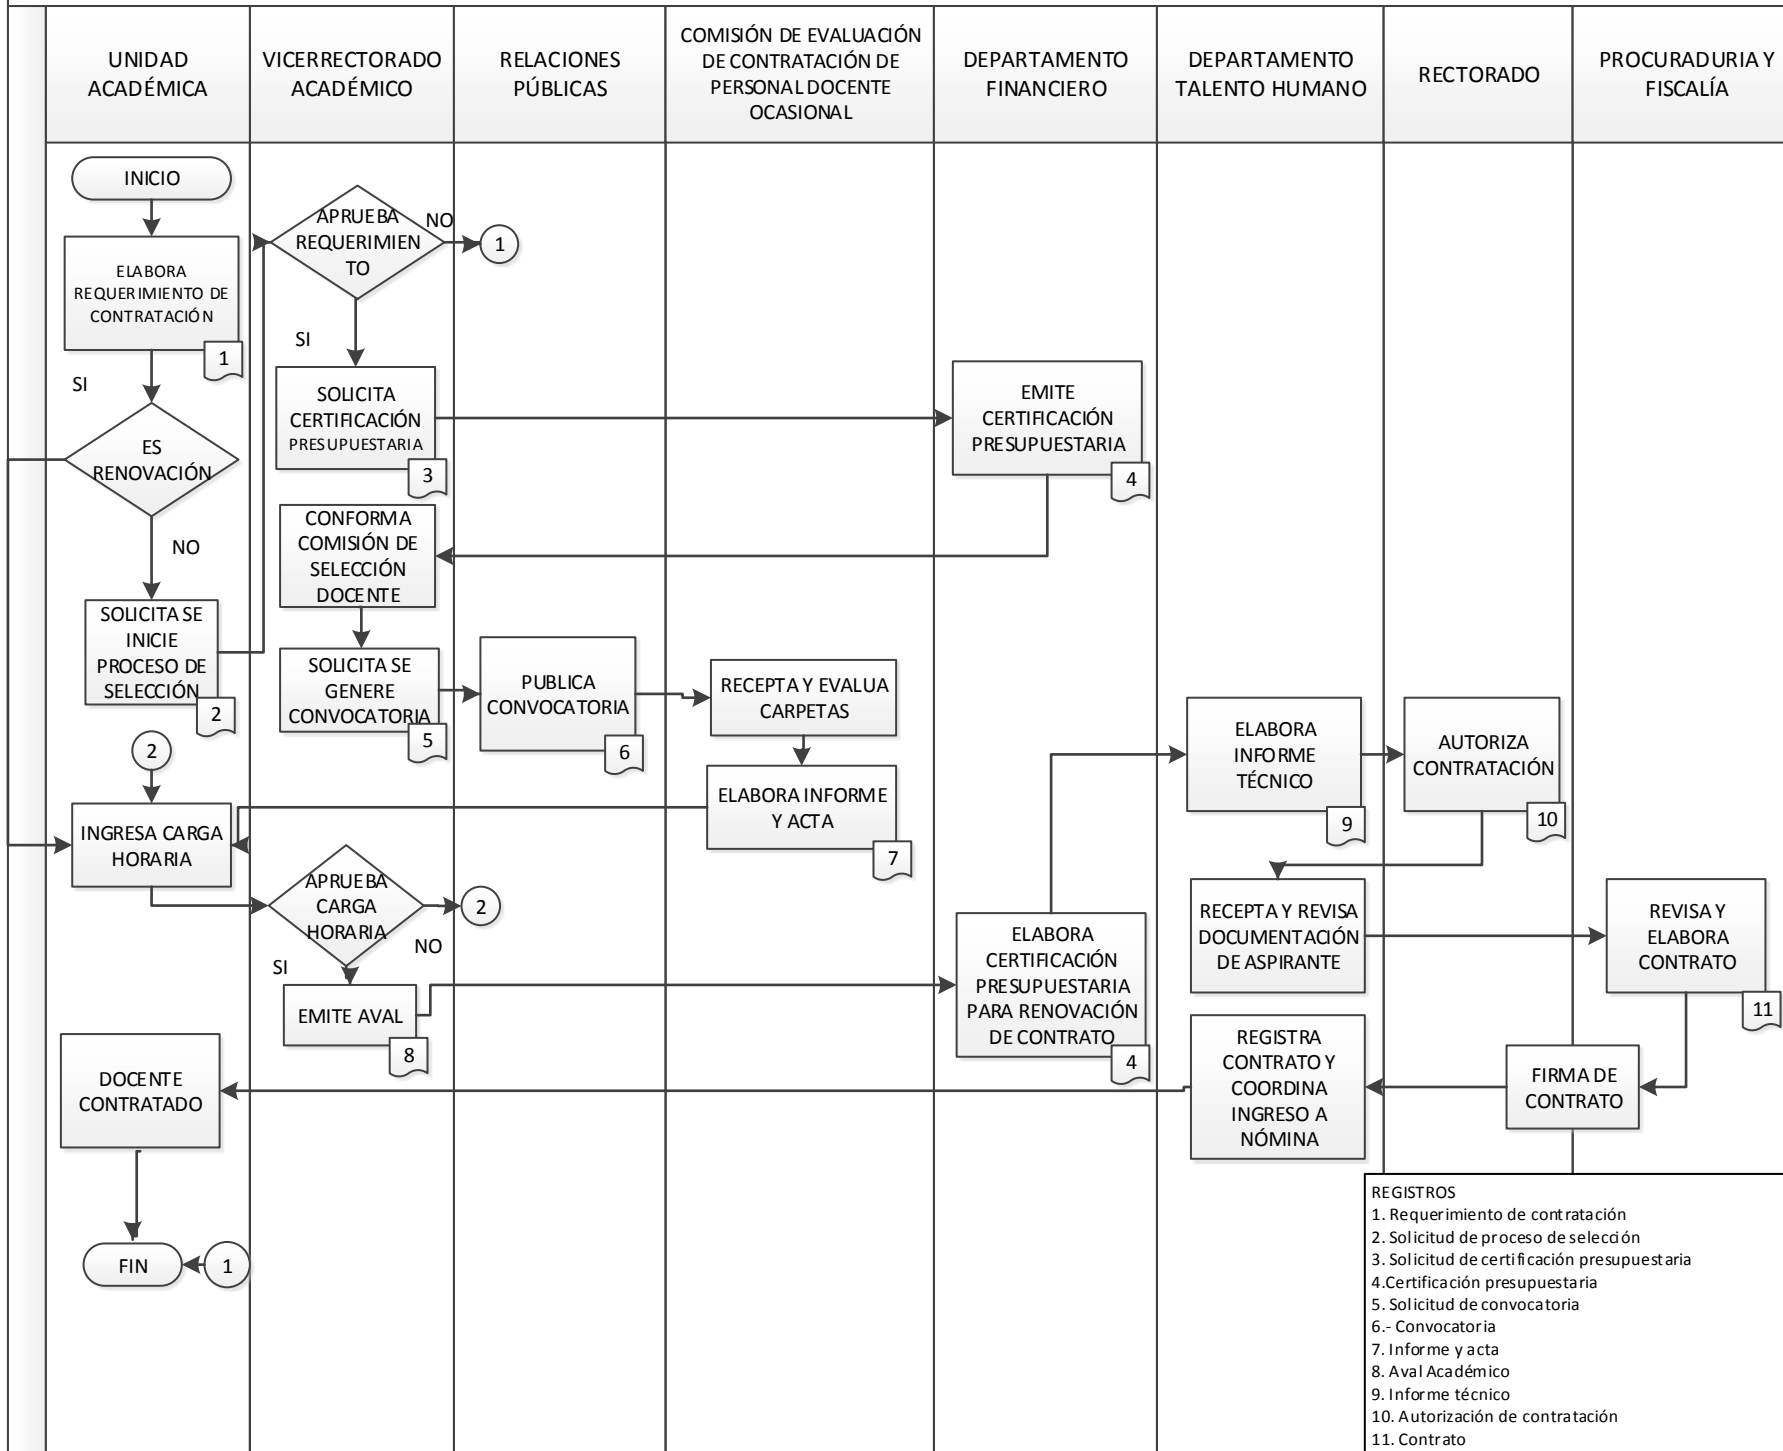 UNIDAD
ACADÉMICA
VICERRECTORADO
ACADÉMICO
RELACIONES
PÚBLICAS
COMISIÓN DE EVALUACIÓN
DE CONTRATACIÓN DE
PERSONAL DOCENTE
OCASIONAL
DEPARTAMENTO
FINANCIERO
DEPARTAMENTO
TALENTO HUMANO
RECTORADO
PROCURADURIA Y
FISCALÍA
INICIO
ELABORA
REQUERIMIENTO DE
CONTRATACIÓN
1
SI
ES
RENOVACIÓN
NO
SOLICITA SE
INICIE
PROCESO DE
SELECCIÓN
2
2
INGRESA CARGA
HORARIA
DOCENTE
CONTRATADO
FIN
1
APRUEBA
REQUERIMIEN
TO
NO
1
SI
SOLICITA
CERTIFICACIÓN
PRESUPUESTARIA
3
CONFORMA
COMISIÓN DE
SELECCIÓN
DOCENTE
SOLICITA SE
GENERE
CONVOCATORIA
5
APRUEBA
CARGA
HORARIA
2
NO
SI
EMITE AVAL
8
PUBLICA
CONVOCATORIA
6
RECEPTA Y EVALUA
CARPETAS
ELABORA INFORME
Y ACTA
7
EMITE
CERTIFICACIÓN
PRESUPUESTARIA
4
ELABORA
CERTIFICACIÓN
PRESUPUESTARIA
PARA RENOVACIÓN
DE CONTRATO
4
ELABORA
INFORME
TÉCNICO
9
RECEPTA Y REVISA
DOCUMENTACIÓN
DE ASPIRANTE
REGISTRA
CONTRATO Y
COORDINA
INGRESO A
NÓMINA
AUTORIZA
CONTRATACIÓN
10
REVISA Y
ELABORA
CONTRATO
11
FIRMA DE
CONTRATO
REGISTROS
1. Requerimiento de contratación
2. Solicitud de proceso de selección
3. Solicitud de certificación presupuestaria
4.Certificación presupuestaria
5. Solicitud de convocatoria
6.- Convocatoria
7. Informe y acta
8. Aval Académico
9. Informe técnico
10. Autorización de contratación
11. Contrato